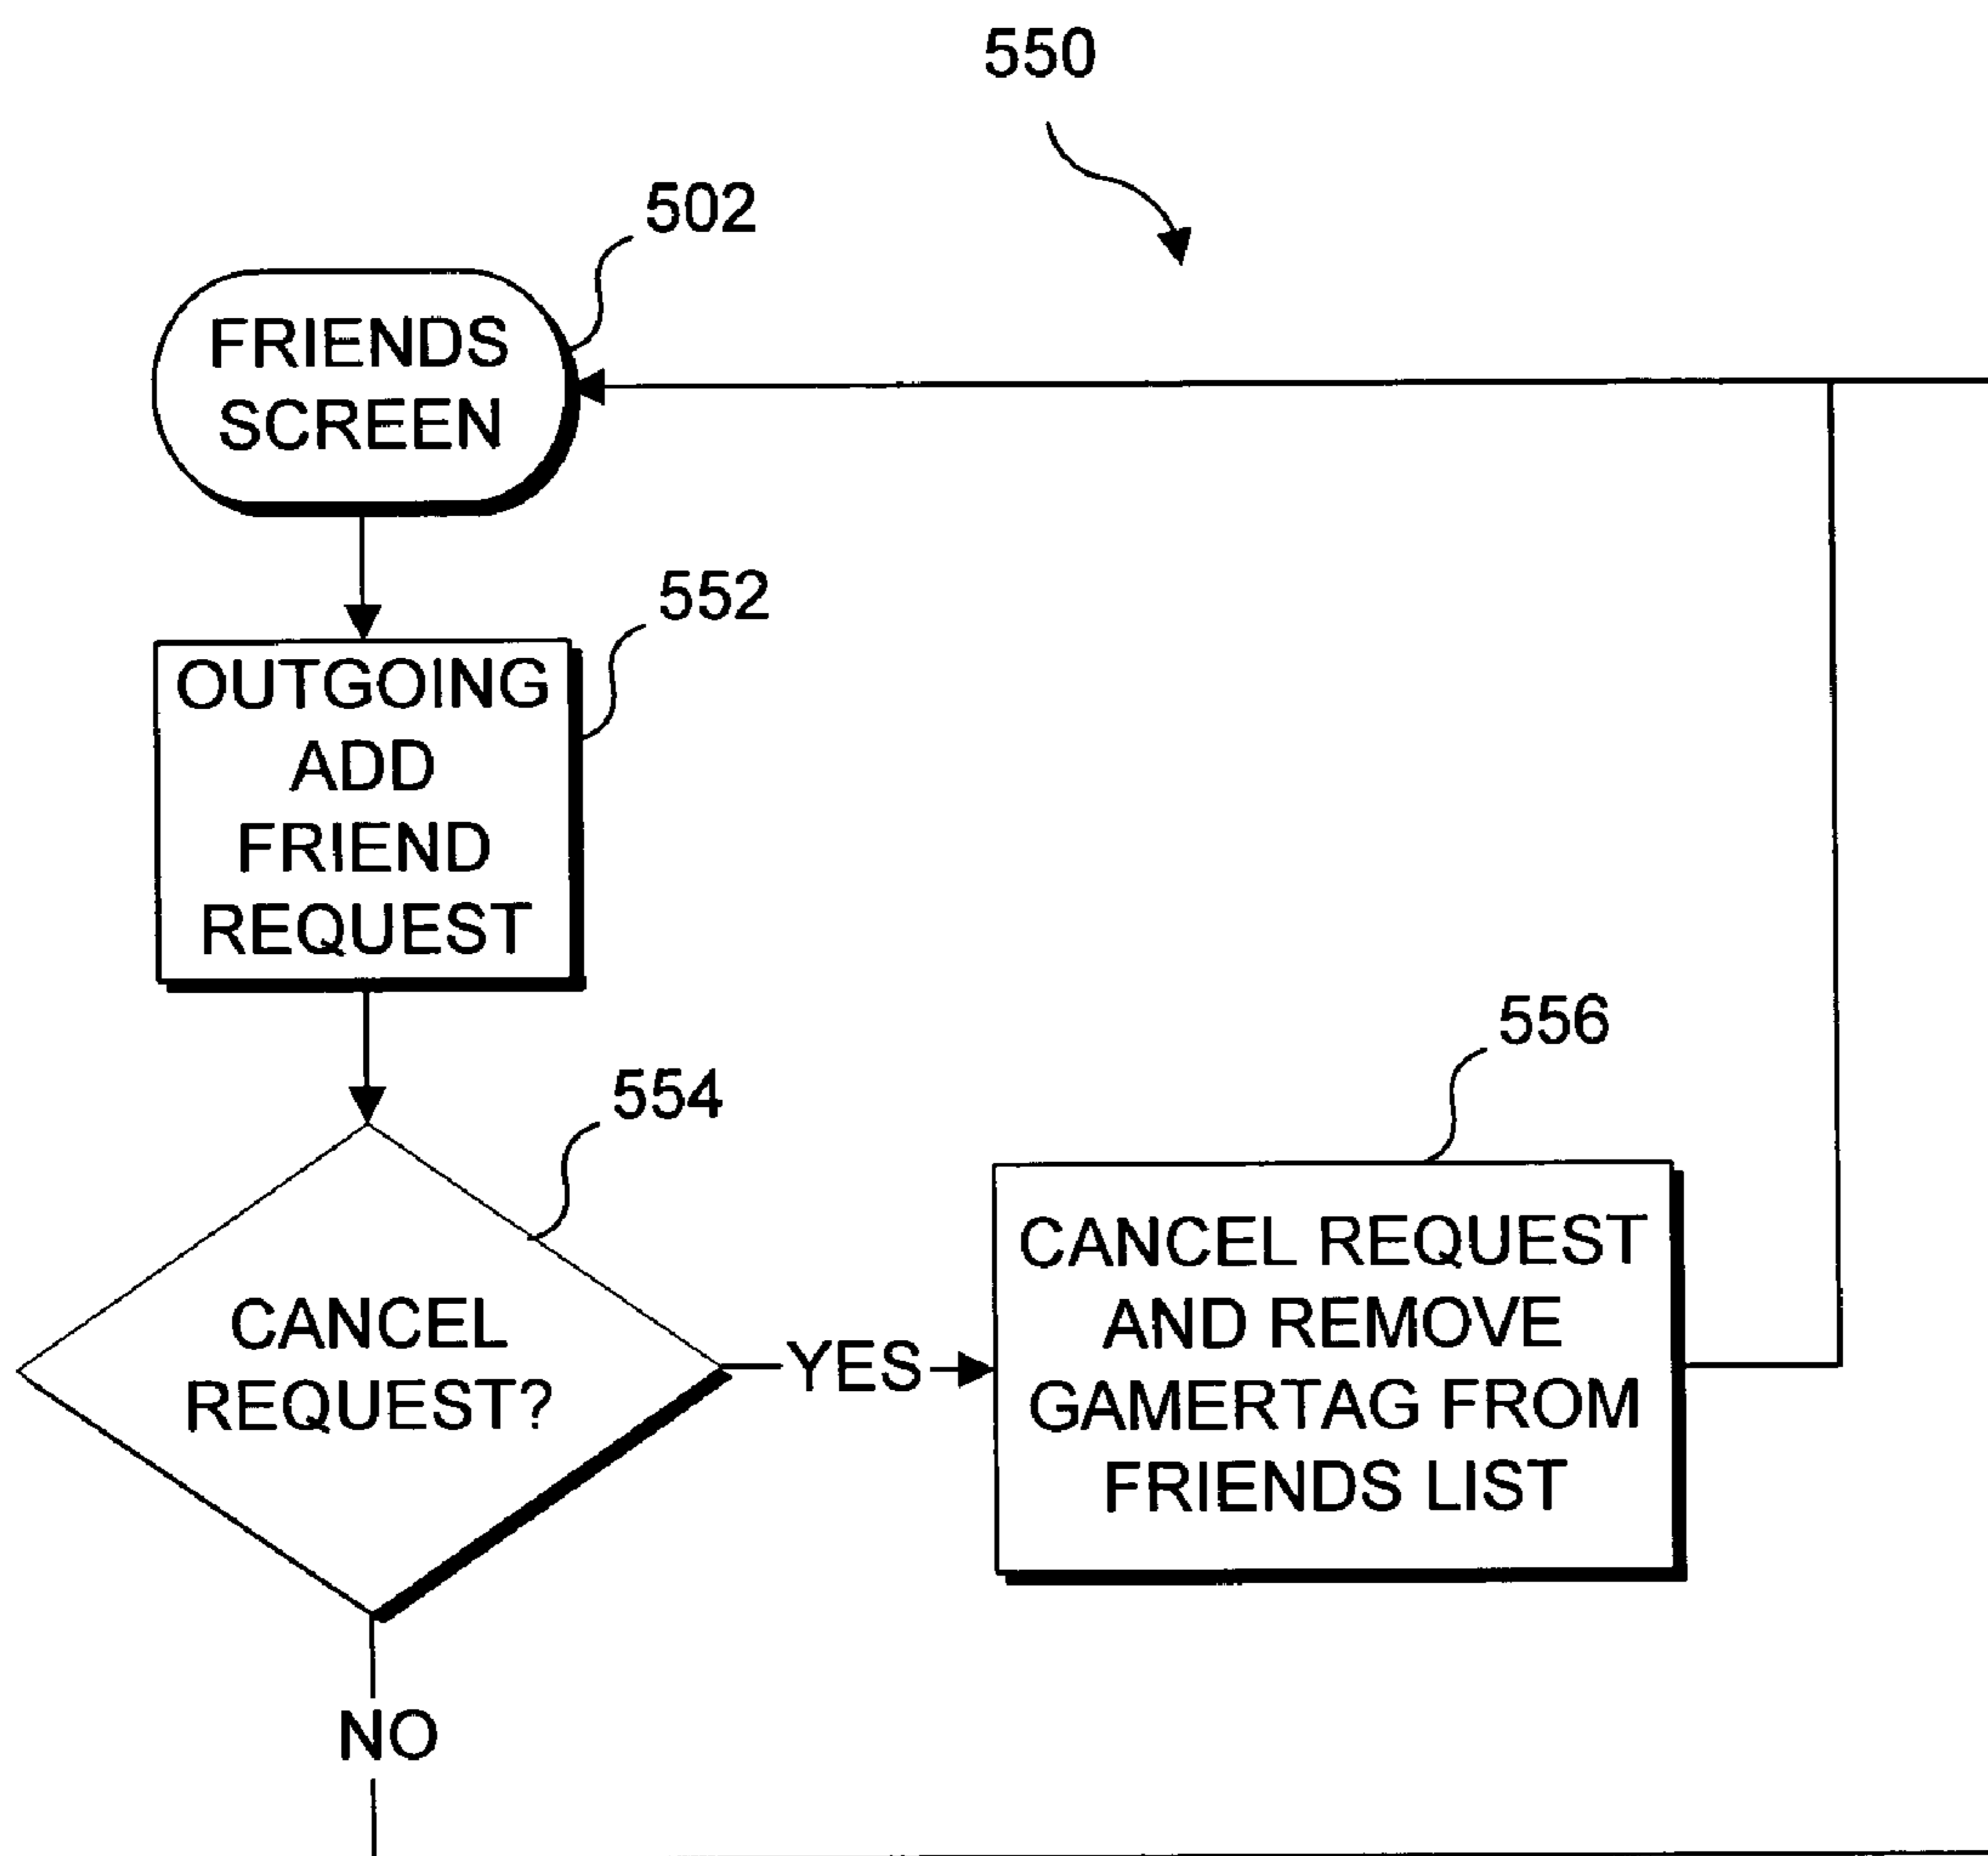 550
502
FRIENDS
SCREEN
552
OUTGOING
ADD
FRIEND
REQUEST
554
CANCEL
REQUEST?
YES
556
CANCEL REQUEST
AND REMOVE
GAMERTAG FROM
FRIENDS LIST
NO